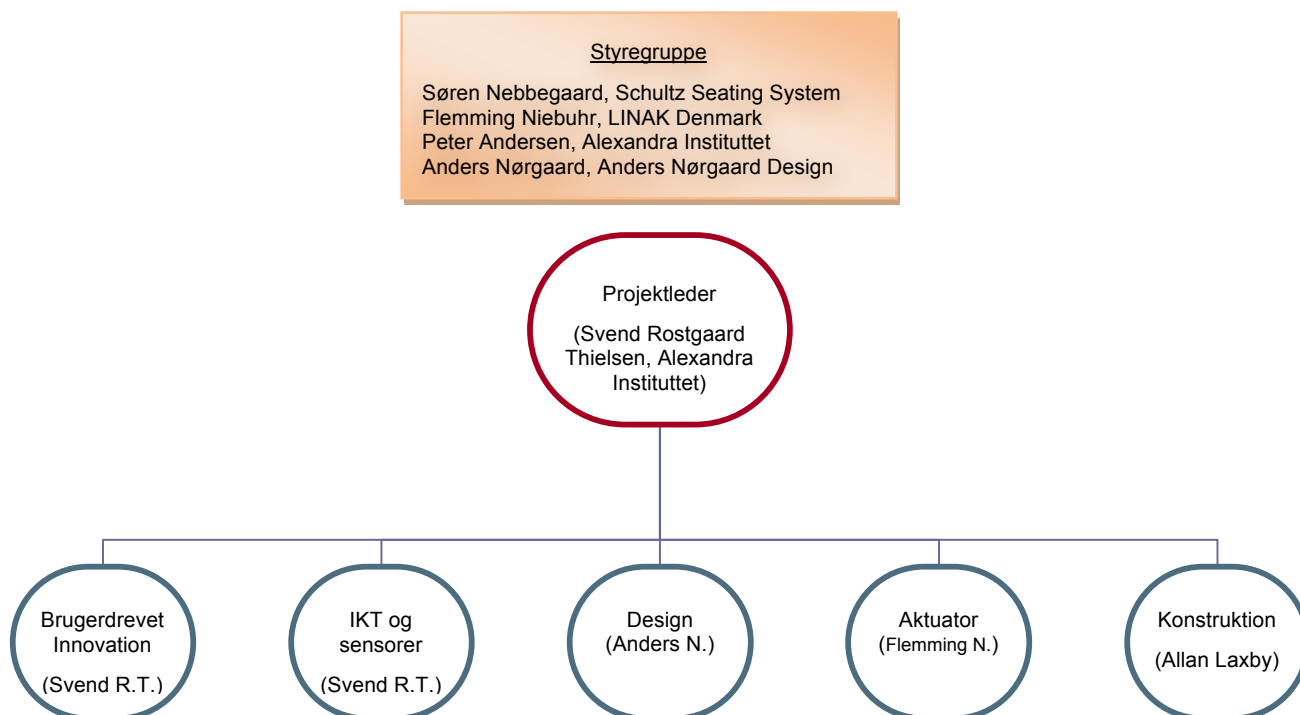 Styregruppe
Søren Nebbegaard, Schultz Seating System
Flemming Niebuhr, LINAK Denmark
Peter Andersen, Alexandra Instituttet
Anders Nørgaard, Anders Nørgaard Design
Projektleder
(Svend Rostgaard
Thielsen, Alexandra
Instituttet)
Brugerdrevet
Innovation
(Svend R.T.)
IKT og
sensorer
(Svend R.T.)
Design
(Anders N.)
Aktuator
(Flemming N.)
Konstruktion
(Allan Laxby)